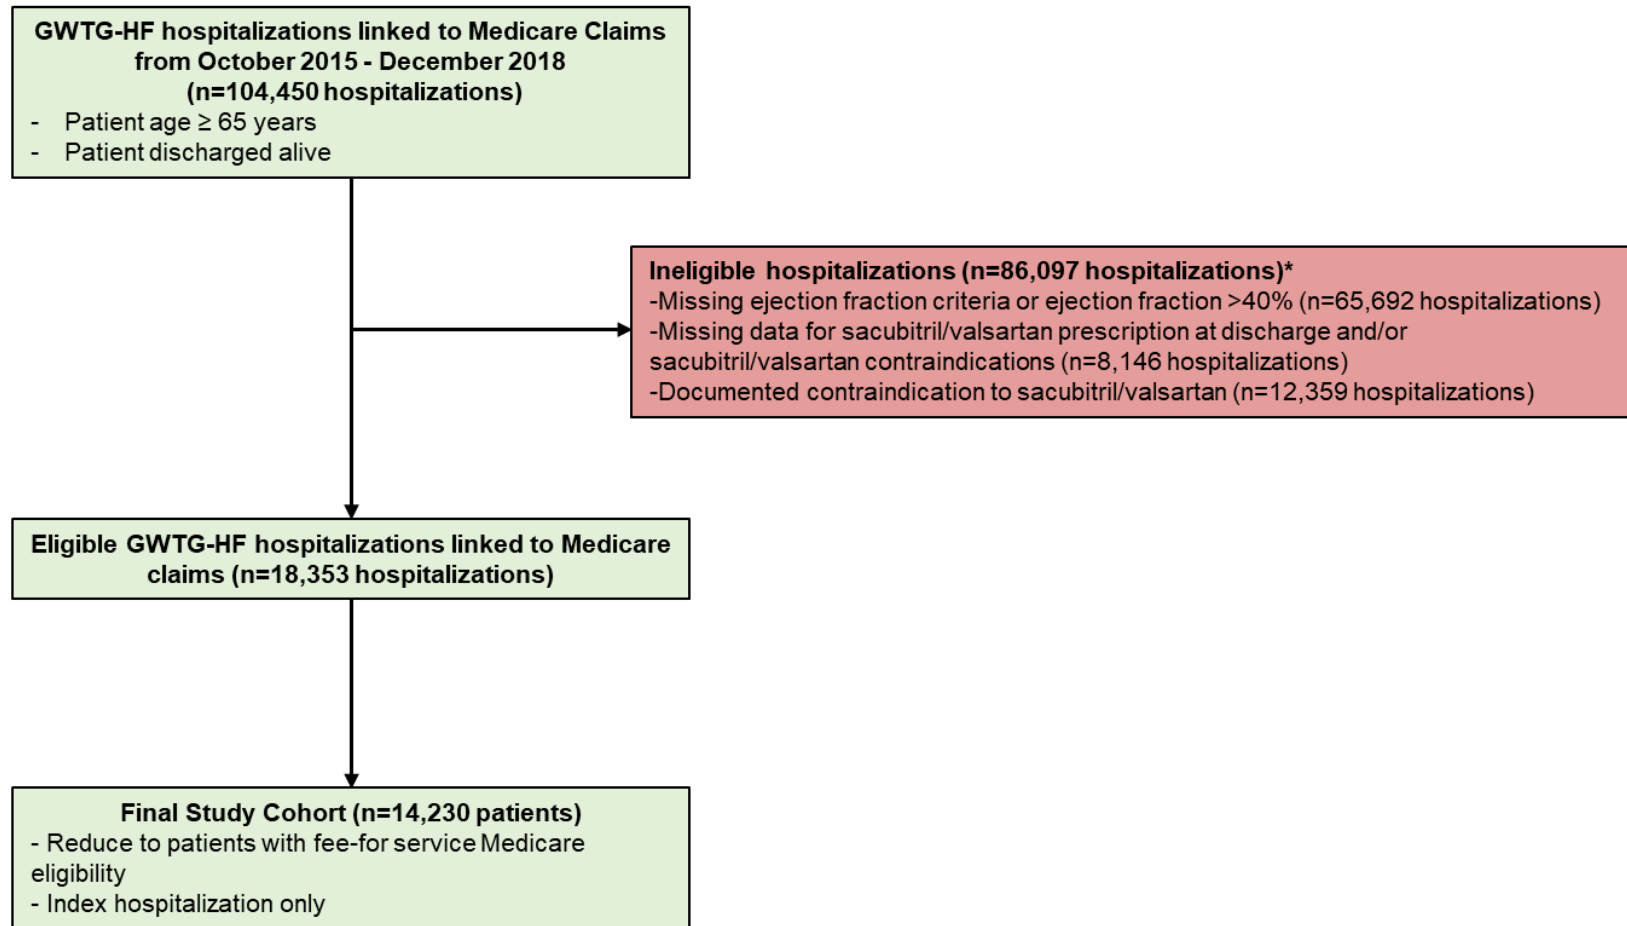 GWTG-HF hospitalizations linked to Medicare Claims
from October 2015 - December 2018
(n=104,450 hospitalizations)
- Patient age ≥ 65 years
- Patient discharged alive
Ineligible hospitalizations (n=86,097 hospitalizations)*
-Missing ejection fraction criteria or ejection fraction >40% (n=65,692 hospitalizations)
-Missing data for sacubitril/valsartan prescription at discharge and/or
sacubitril/valsartan contraindications (n=8,146 hospitalizations)
-Documented contraindication to sacubitril/valsartan (n=12,359 hospitalizations)
Eligible GWTG-HF hospitalizations linked to Medicare
claims (n=18,353 hospitalizations)
Final Study Cohort (n=14,230 patients)
- Reduce to patients with fee-for service Medicare
eligibility
- Index hospitalization only